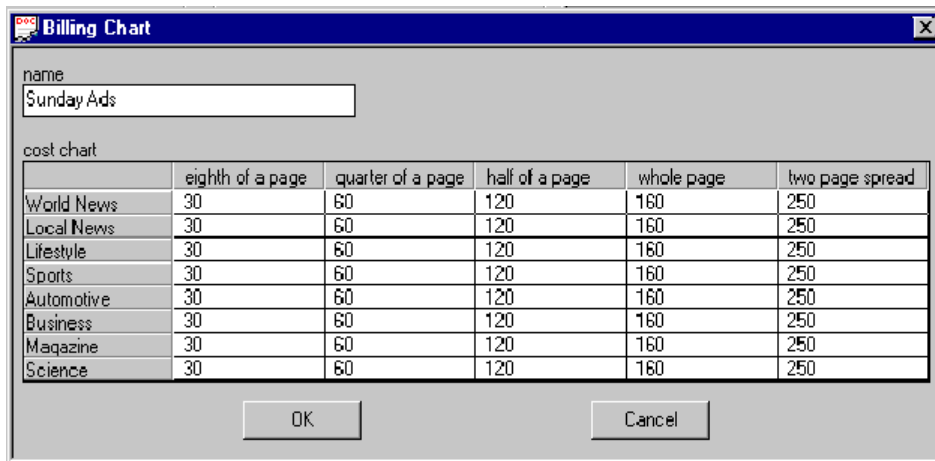 DOC Billing Chart
name
Sunday Ads
cost chart
eighth of a page quarter of a page half of a page whole page two page spread
World News 30 60 120 160 250
Local News 30 60 120 160 250
Lifestyle 30 60 120 160 250
Sports 30 60 120 160 250
Automotive 30 60 120 160 250
Business 30 60 120 160 250
Magazine 30 60 120 160 250
Science 30 60 120 160 250
OK Cancel